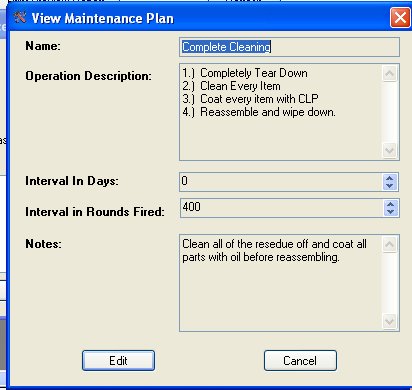 View Maintenance Plan
Name:
Complete Cleaning
Operation Description:
1.) Completely Tear Down
2.) Clean Every Item
3.) Coat every item with CLP
4.) Reassemble and wipe down.
Interval In Days:
0
Interval in Rounds Fired:
400
Notes:
Clean all of the resedue off and coat all
parts with oil before reassembling.
Edit
Cancel